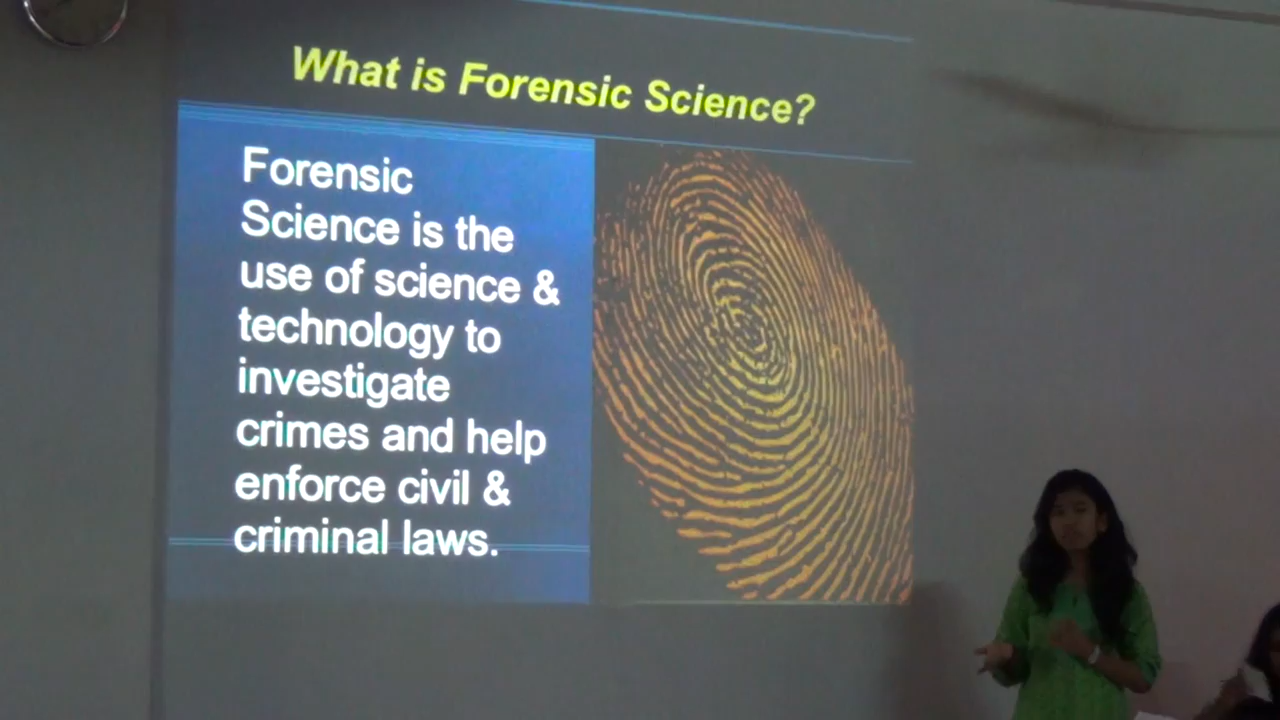 What is Forensic Science?
Forensic
Science is the
use of science &
technology to
investigate
crimes and help
enforce civil &
criminal laws.